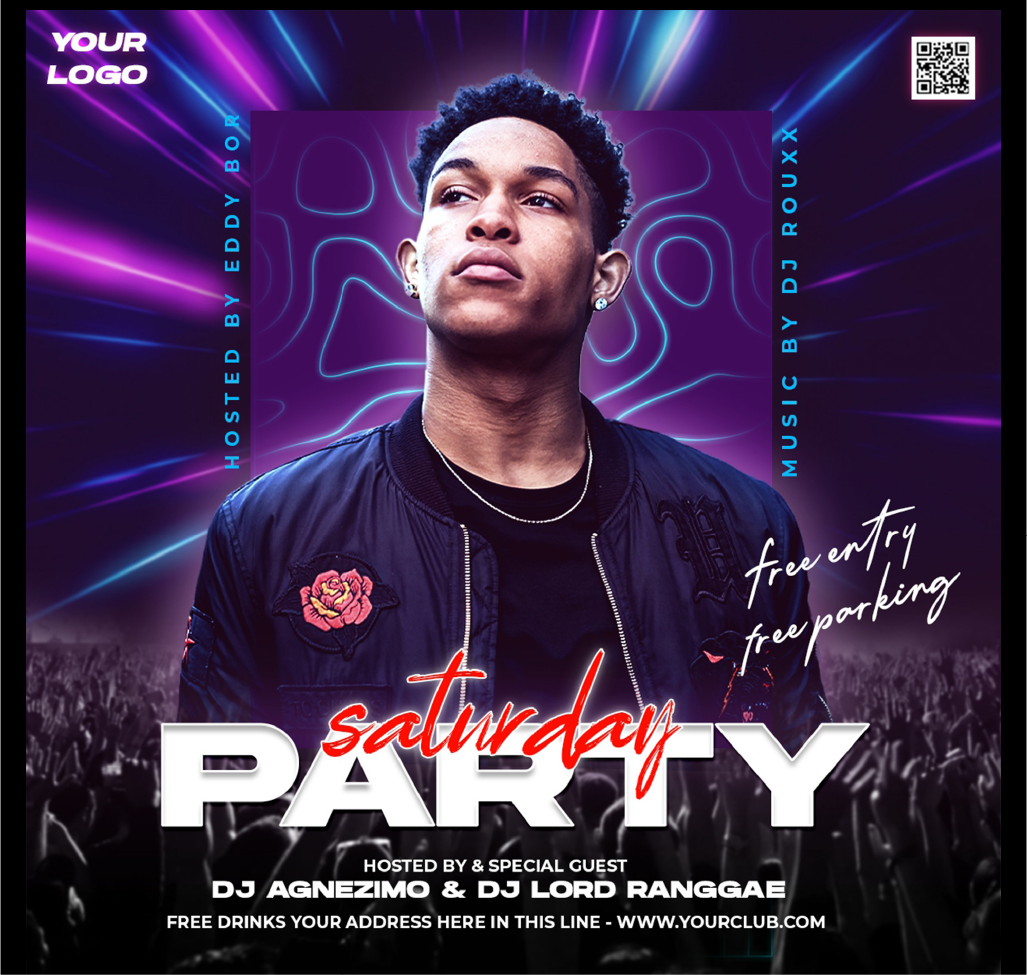 YOUR
LOGO
HOSTED BY EDDY BOR
MUSIC BY DJ ROUXX
free entry
free parking
saturday
PARTY
HOSTED BY & SPECIAL GUEST
DJ AGNEZIMO & DJ LORD RANGGAE
FREE DRINKS YOUR ADDRESS HERE IN THIS LINE - WWW.YOURCLUB.COM